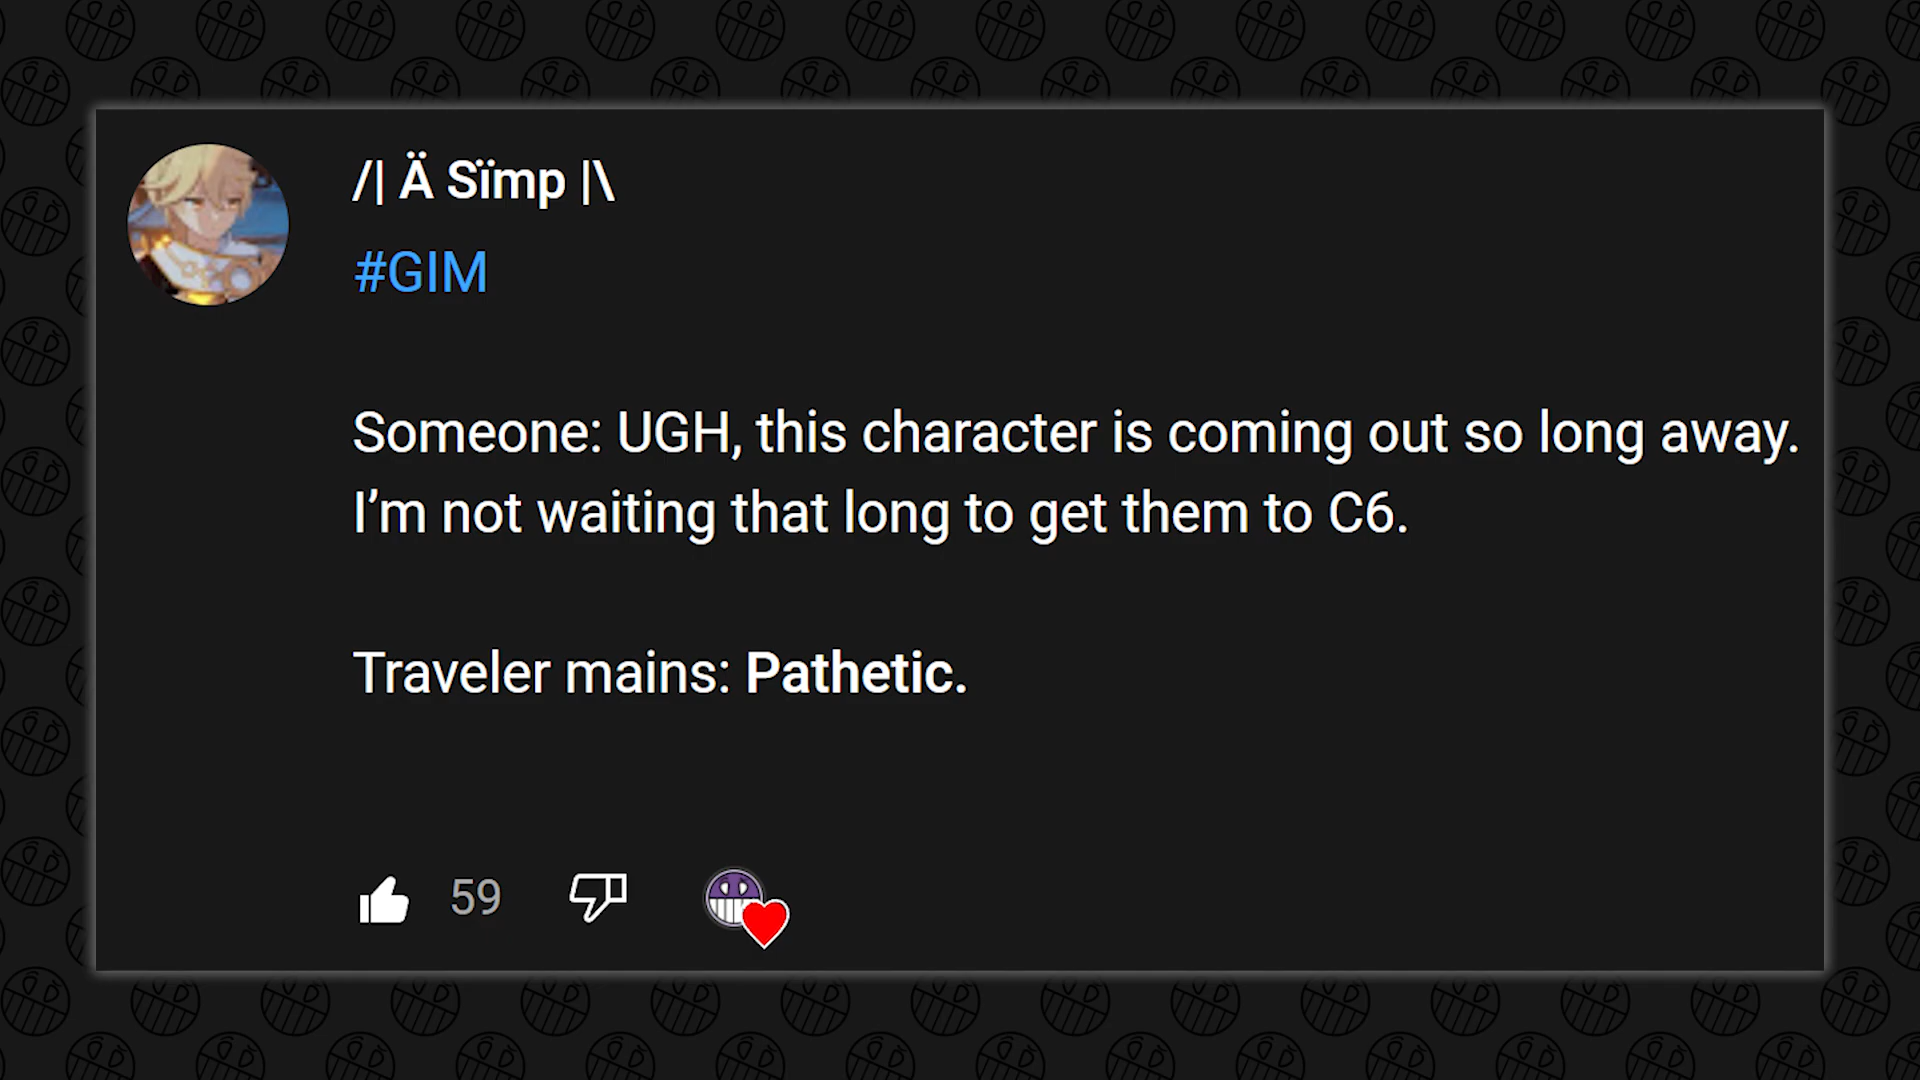 /| Ä Sïmp |\
#GIM
Someone: UGH, this character is coming out so long away.
I’m not waiting that long to get them to C6.
Traveler mains: Pathetic.
59